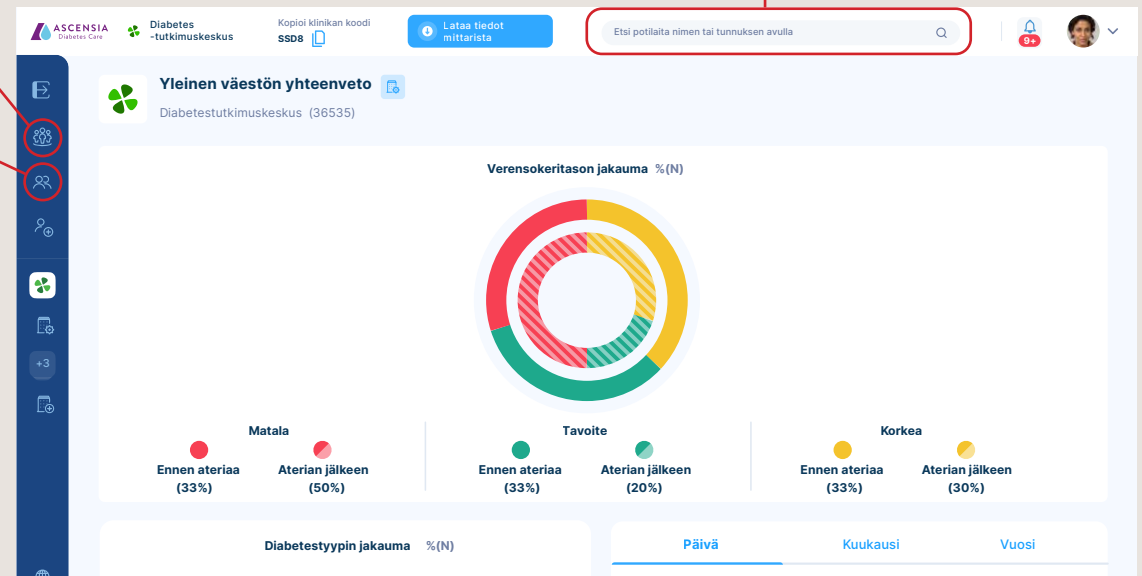 ASCENSIA
Diabetes Care
Diabetes
-tutkimuskeskus
Kopioi klinikan koodi
SSD8
Lataa tiedot
mittarista
Etsi potilaita nimen tai tunnuksen avulla
9+
Yleinen väestön yhteenveto
Diabetestutkimuskeskus (36535)
Verensokeritason jakauma %(N)
+3
Matala
Ennen ateriaa
(33%)
Aterian jälkeen
(50%)
Tavoite
Ennen ateriaa
(33%)
Aterian jälkeen
(20%)
Korkea
Ennen ateriaa
(33%)
Aterian jälkeen
(30%)
Diabetestyypin jakauma %(N)
Päivä
Kuukausi
Vuosi